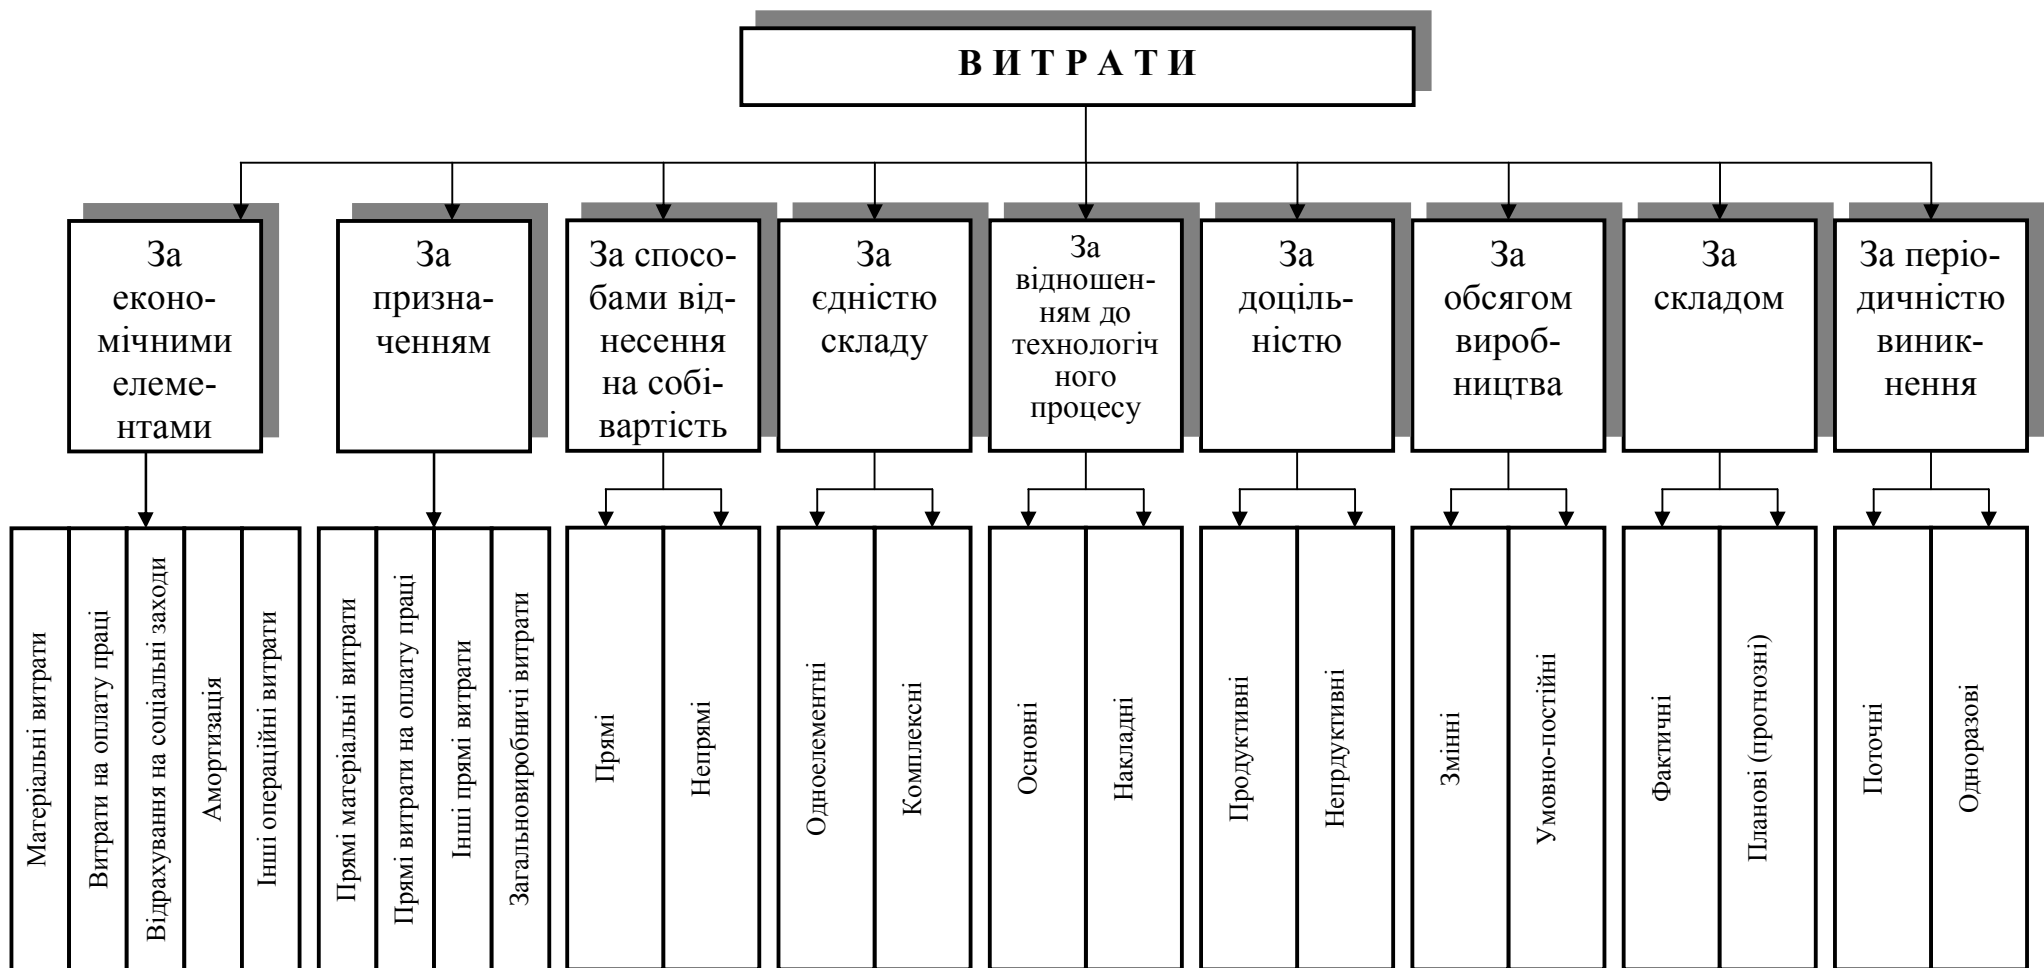 В И Т Р А Т И
За
еконо-
мічними
елеме-
нтами
За
призна-
ченням
За спосо-
бами від-
несення
на собі-
вартість
За
єдністю
складу
За
відношен-
ням до
технологіч
ного
процесу
За
доціль-
ністю
За
обсягом
вироб-
ництва
За
складом
За періо-
дичністю
виник-
нення
Матеріальні витрати
Витрати на оплату праці
Відрахування на соціальні заходи
Амортизація
Інші операційні витрати
Прямі матеріальні витрати
Прямі витрати на оплату праці
Інші прямі витрати
Загальновиробничі витрати
Прямі
Непрямі
Одноелементні
Комплексні
Основні
Накладні
Продуктивні
Непрдуктивні
Змінні
Умовно-постійні
Фактичні
Планові (прогнозні)
Поточні
Одноразові